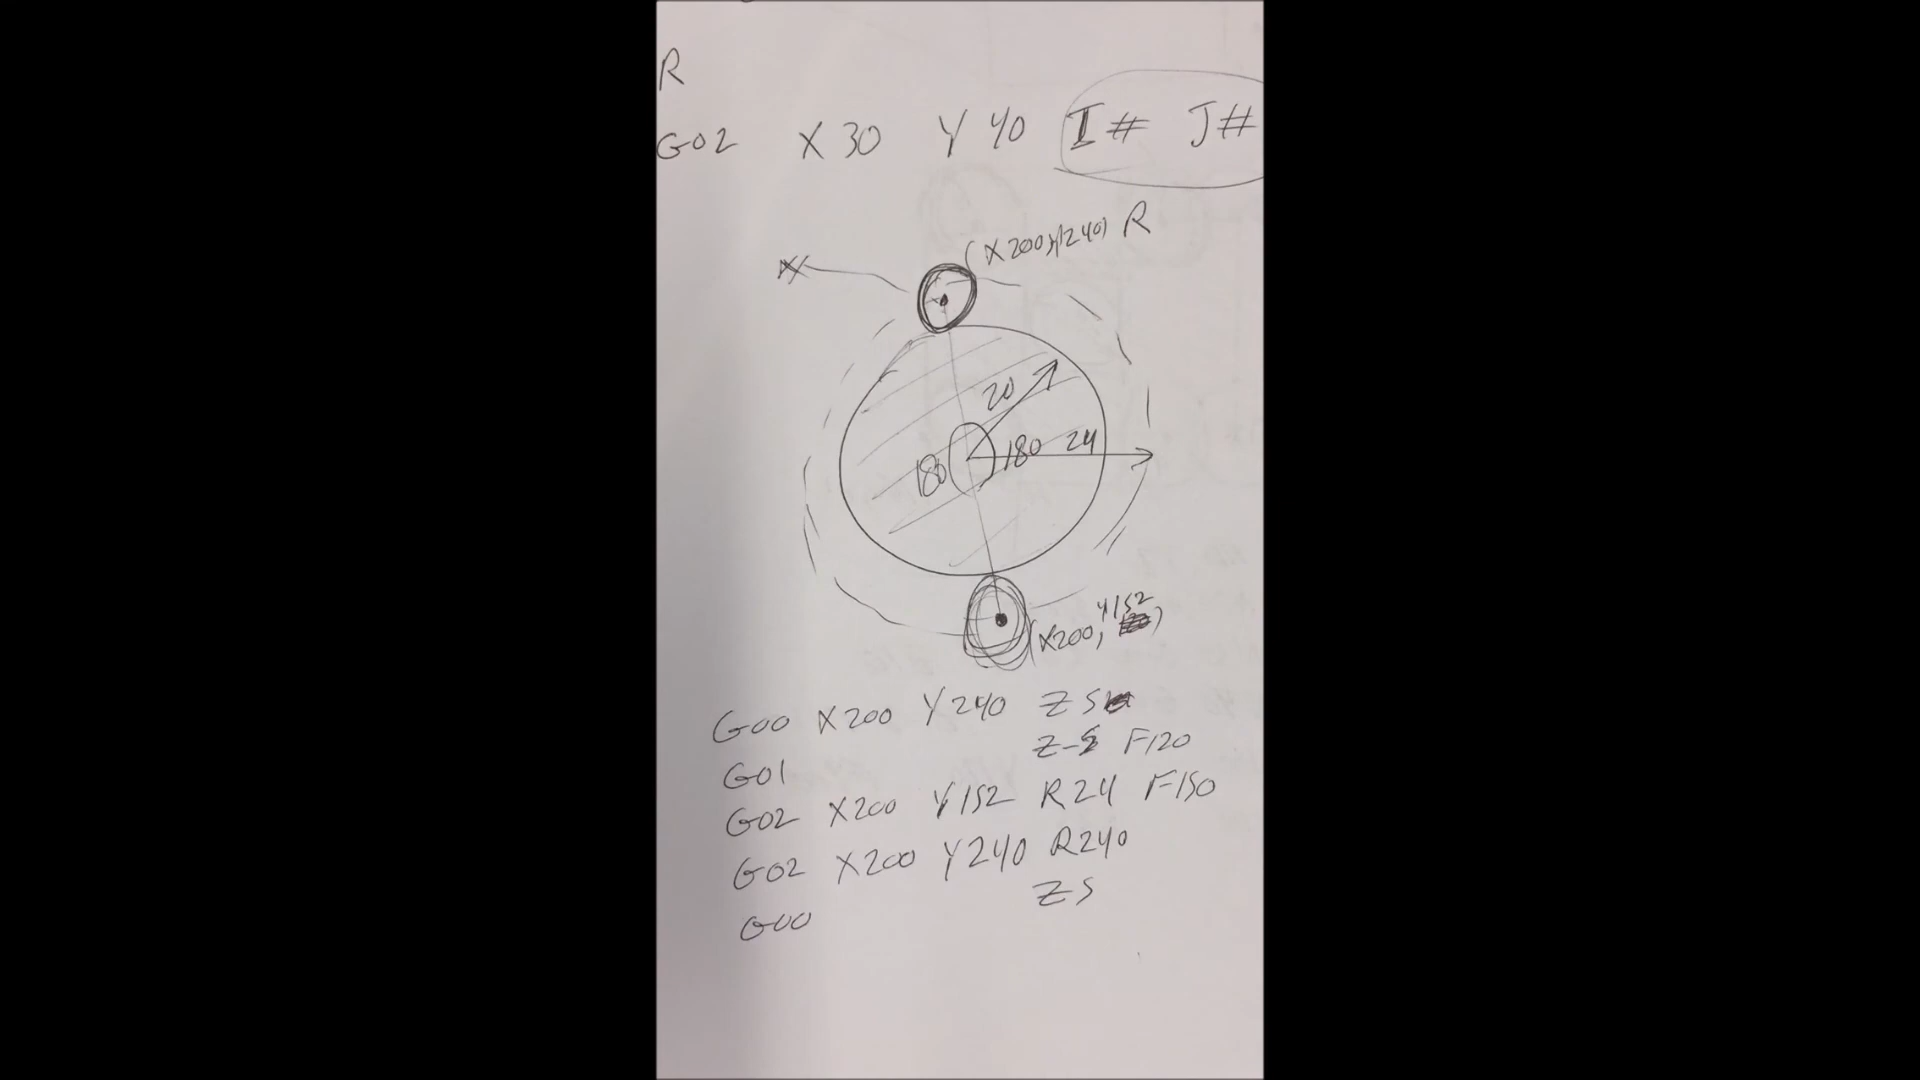 R
G02 X30 Y40 I# J#
(X200, Y240) R
20
180 180 24
Y152
(X200, )
G00 X200 Y240 Z5
Z-5 F120
G01
G02 X200 Y152 R24 F150
G02 X200 Y240 R240
Z5
G00